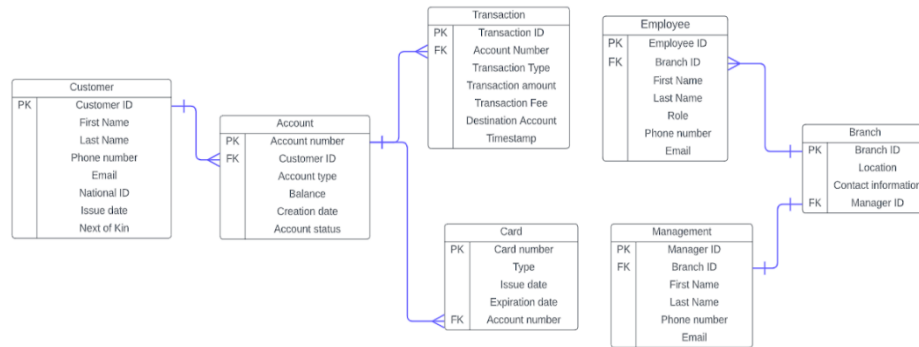 Customer
PK Customer ID
First Name
Last Name
Phone number
Email
National ID
Issue date
Next of Kin
Account
PK Account number
FK Customer ID
Account type
Balance
Creation date
Account status
Transaction
PK Transaction ID
FK Account Number
Transaction Type
Transaction amount
Transaction Fee
Destination Account
Timestamp
Card
PK Card number
Type
Issue date
Expiration date
FK Account number
Employee
PK Employee ID
FK Branch ID
First Name
Last Name
Role
Phone number
Email
Management
PK Manager ID
FK Branch ID
First Name
Last Name
Phone number
Email
Branch
PK Branch ID
Location
Contact information
FK Manager ID